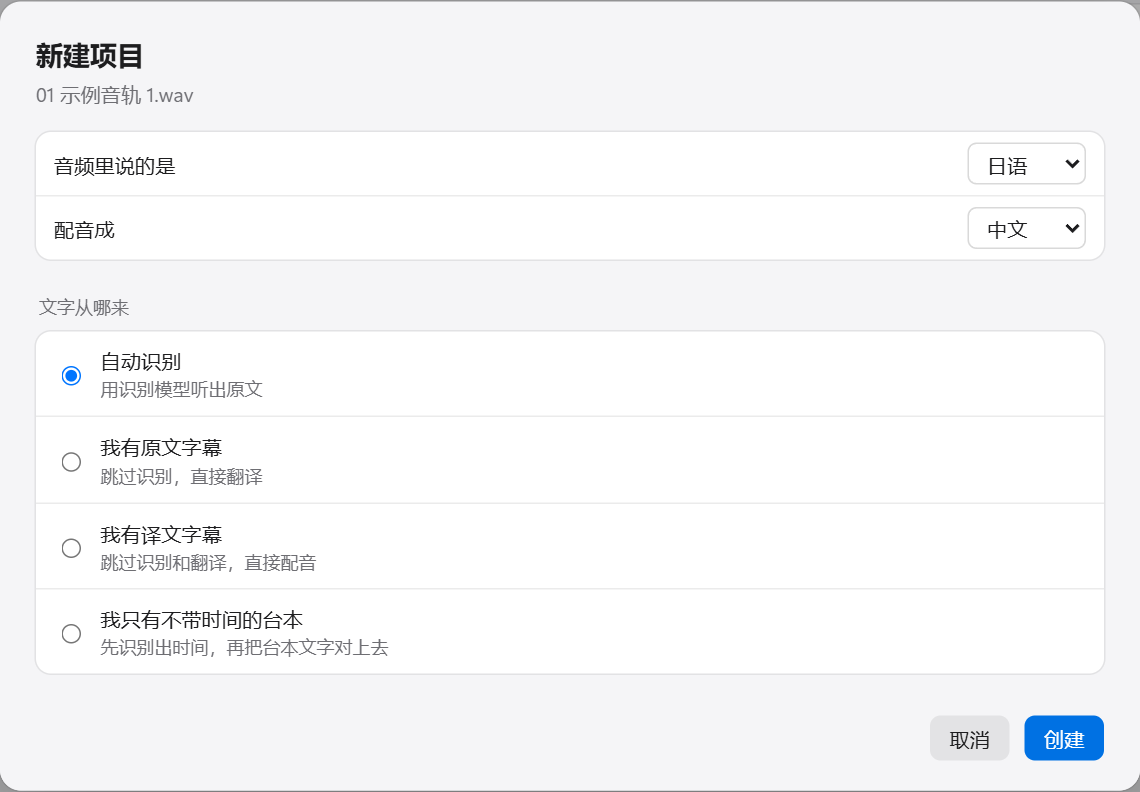 新建项目
01 示例音轨 1.wav
音频里说的是
日语
配音成
中文
文字从哪来
自动识别
用识别模型听出原文
我有原文字幕
跳过识别，直接翻译
我有译文字幕
跳过识别和翻译，直接配音
我只有不带时间的台本
先识别出时间，再把台本文字对上去
取消
创建